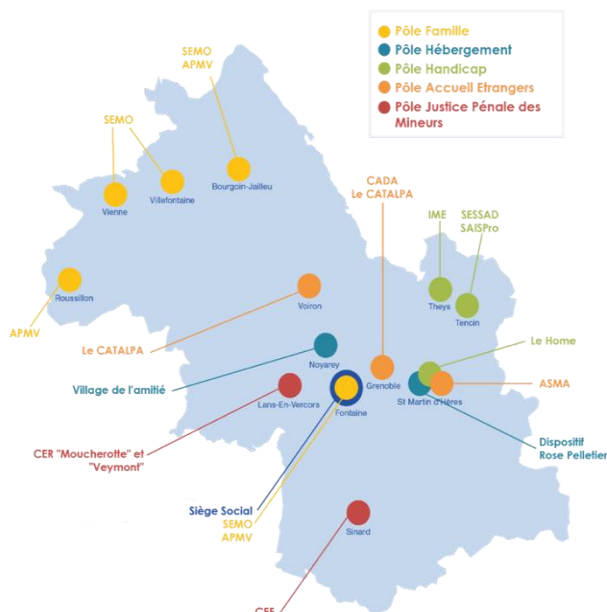 Pôle Famille
Pôle Hébergement
Pôle Handicap
Pôle Accueil Etrangers
Pôle Justice Pénale des
Mineurs
SEMO
APMV
SEMO
Bourgoin-Jailleu
Villefontaine
Vienne
CADA
Le CATALPA
IME
SESSAD
SAISPro
Roussillon
APMV
Voiron
Theys
Tencin
Le CATALPA
Noyarey
Le Home
Village de l'amitié
Lans-En-Vercors
Fontaine
Grenoble
St Martin d'Hères
ASMA
CER "Moucherotte" et
"Veymont"
Dispositif
Rose Pelletier
Siège Social
SEMO
APMV
Sinard